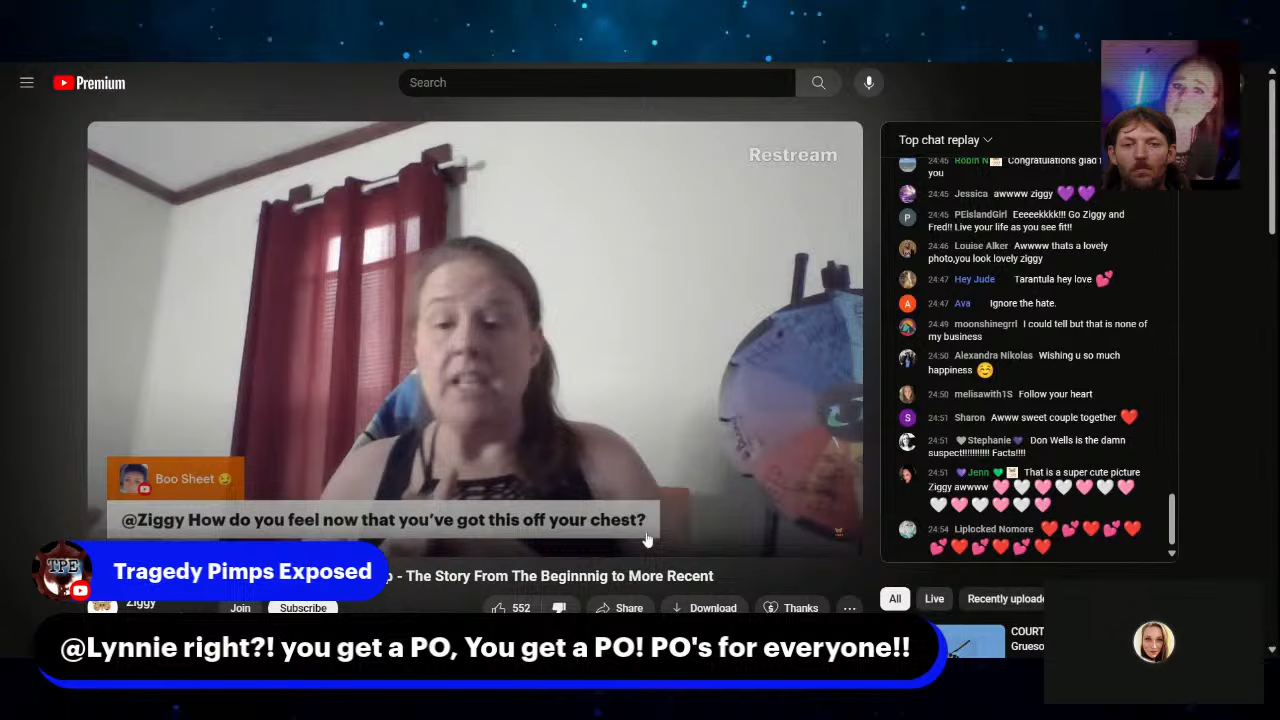 Premium
Search
Restream
Top chat replay
24:45 Robin N Congratulations glad f
you
24:45 Jessica awwww ziggy 💜💜
P
24:45 PEislandGirl Eeeeekkkk!!! Go Ziggy and
Fred!! Live your life as you see fit!!
24:46 Louise Alker Awwww thats a lovely
photo,you look lovely ziggy
24:47 Hey Jude Tarantula hey love 💕
A
24:47 Ava Ignore the hate.
24:49 moonshinegrrl I could tell but that is none of
my business
24:50 Alexandra Nikolas Wishing u so much
happiness ☺️
24:50 melisawith1S Follow your heart
S
24:51 Sharon Awww sweet couple together ❤️
24:51 🤍Stephanie💜 Don Wells is the damn
suspect!!!!!!!!!!! Facts!!!!
24:51 💜Jenn💚 That is a super cute picture
Ziggy awwww 🩷🤍🩷🤍🩷🤍🩷
🤍🩷🤍🩷🤍🩷
24:54 Liplocked Nomore ❤️💕❤️💕❤️
💕❤️💕❤️💕❤️
Boo Sheet 😏
@Ziggy How do you feel now that you've got this off your chest?
TPE
Tragedy Pimps Exposed
p - The Story From The Beginnnig to More Recent
Ziggy
Join
Subscribe
552
Share
Download
Thanks
All
Live
Recently uploade
@Lynnie right?! you get a PO, You get a PO! PO's for everyone!!
COURT
Grueso